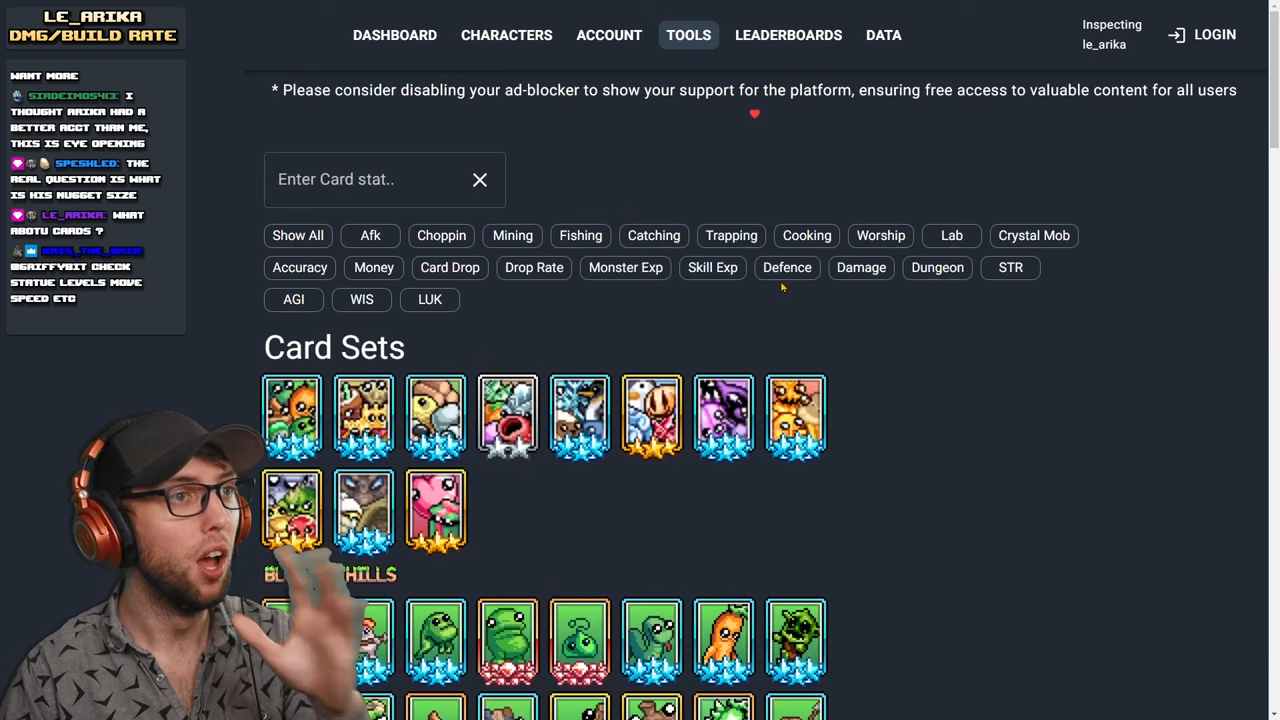 LE_ARIKA
DMG/BUILD RATE
DASHBOARD CHARACTERS ACCOUNT TOOLS LEADERBOARDS DATA
Inspecting
le_arika
LOGIN
* Please consider disabling your ad-blocker to show your support for the platform, ensuring free access to valuable content for all users
WANT MORE
SIRDEIMOS413: I
THOUGHT ARIKA HAD A
BETTER ACCT THAN ME,
THIS IS EYE OPENING
SPESHLED: THE
REAL QUESTION IS WHAT
IS HIS NUGGET SIZE
LE_ARIKA: WHAT
ABOTU CARDS ?
@GRIFFYBIT CHECK
STATUE LEVELS MOVE
SPEED ETC
Enter Card stat..
Show All Afk Choppin Mining Fishing Catching Trapping Cooking Worship Lab Crystal Mob
Accuracy Money Card Drop Drop Rate Monster Exp Skill Exp Defence Damage Dungeon STR
AGI WIS LUK
Card Sets
HILLS